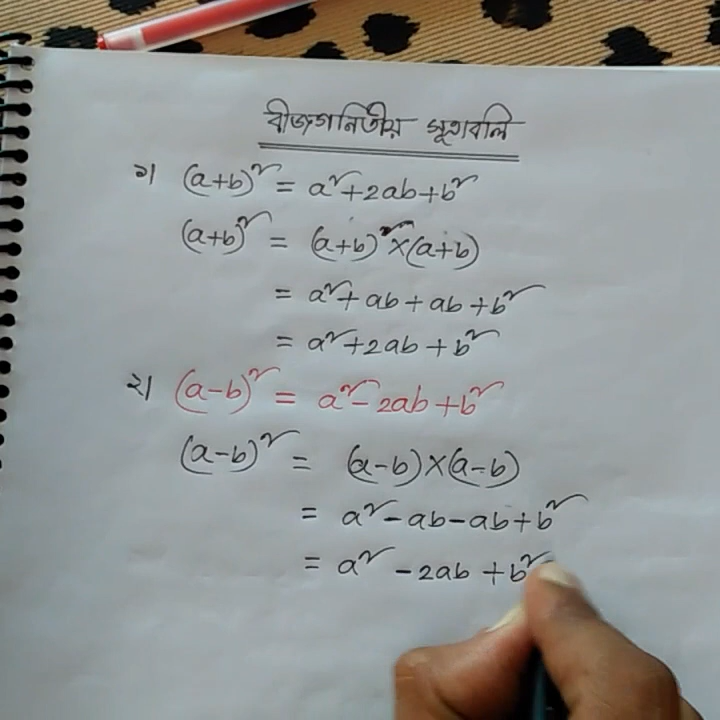 বীজগনিতীয় সূত্রাবলি
১। (a+b)² = a²+2ab+b²
(a+b)² = (a+b)²×(a+b)
= a²+ab+ab+b²
= a²+2ab+b²
২। (a-b)² = a²-2ab+b²
(a-b)² = (a-b)×(a-b)
= a²-ab-ab+b²
= a²-2ab+b²